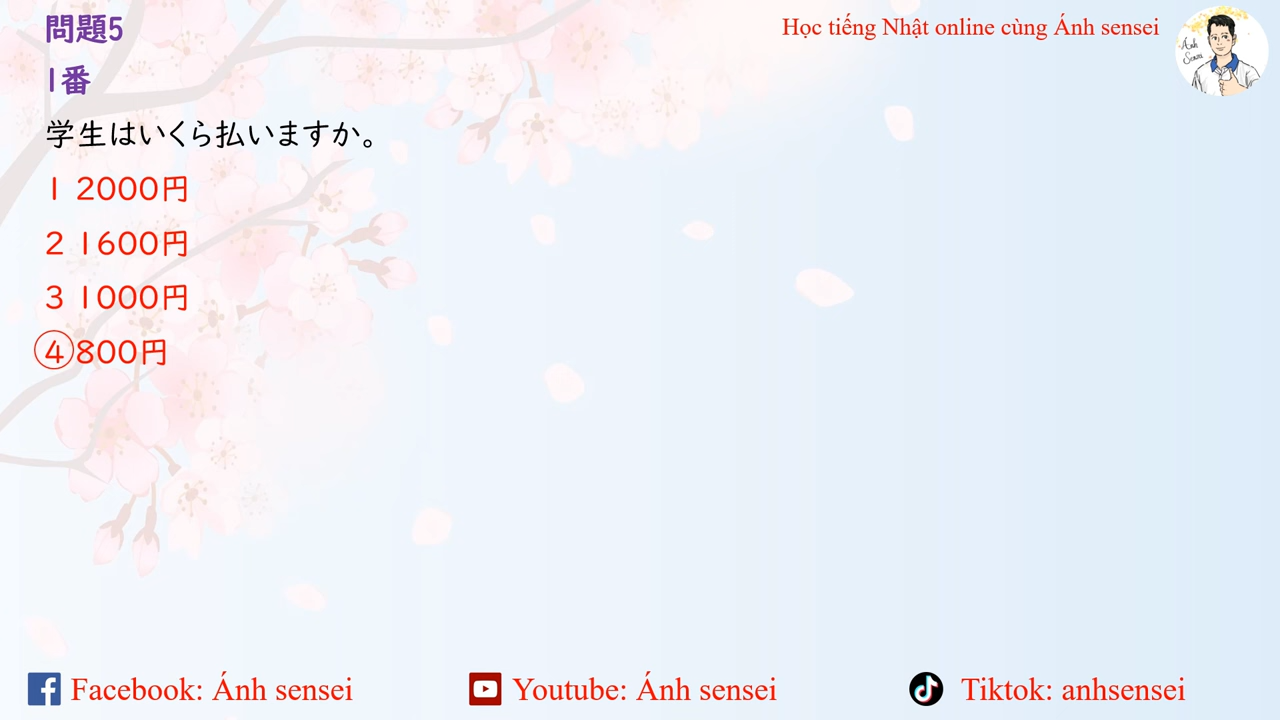 問題5
Học tiếng Nhật online cùng Ánh sensei
Anh
Sensei
1番
学生はいくら払いますか。
1 2000円
2 1600円
3 1000円
④800円
Facebook: Ánh sensei
Youtube: Ánh sensei
Tiktok: anhsensei